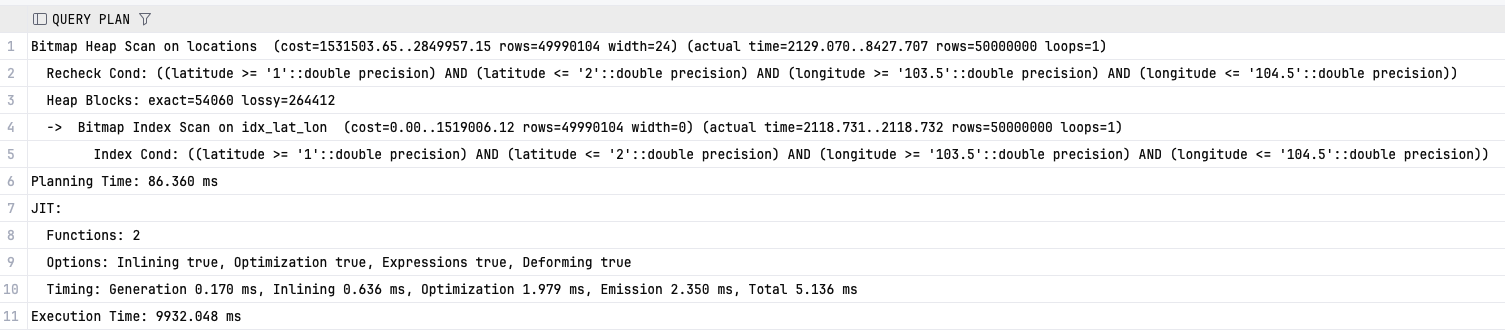 QUERY PLAN
1 Bitmap Heap Scan on locations  (cost=1531503.65..2849957.15 rows=49990104 width=24) (actual time=2129.070..8427.707 rows=50000000 loops=1)
2   Recheck Cond: ((latitude >= '1'::double precision) AND (latitude <= '2'::double precision) AND (longitude >= '103.5'::double precision) AND (longitude <= '104.5'::double precision))
3   Heap Blocks: exact=54060 lossy=264412
4   ->  Bitmap Index Scan on idx_lat_lon  (cost=0.00..1519006.12 rows=49990104 width=0) (actual time=2118.731..2118.732 rows=50000000 loops=1)
5         Index Cond: ((latitude >= '1'::double precision) AND (latitude <= '2'::double precision) AND (longitude >= '103.5'::double precision) AND (longitude <= '104.5'::double precision))
6 Planning Time: 86.360 ms
7 JIT:
8   Functions: 2
9   Options: Inlining true, Optimization true, Expressions true, Deforming true
10   Timing: Generation 0.170 ms, Inlining 0.636 ms, Optimization 1.979 ms, Emission 2.350 ms, Total 5.136 ms
11 Execution Time: 9932.048 ms